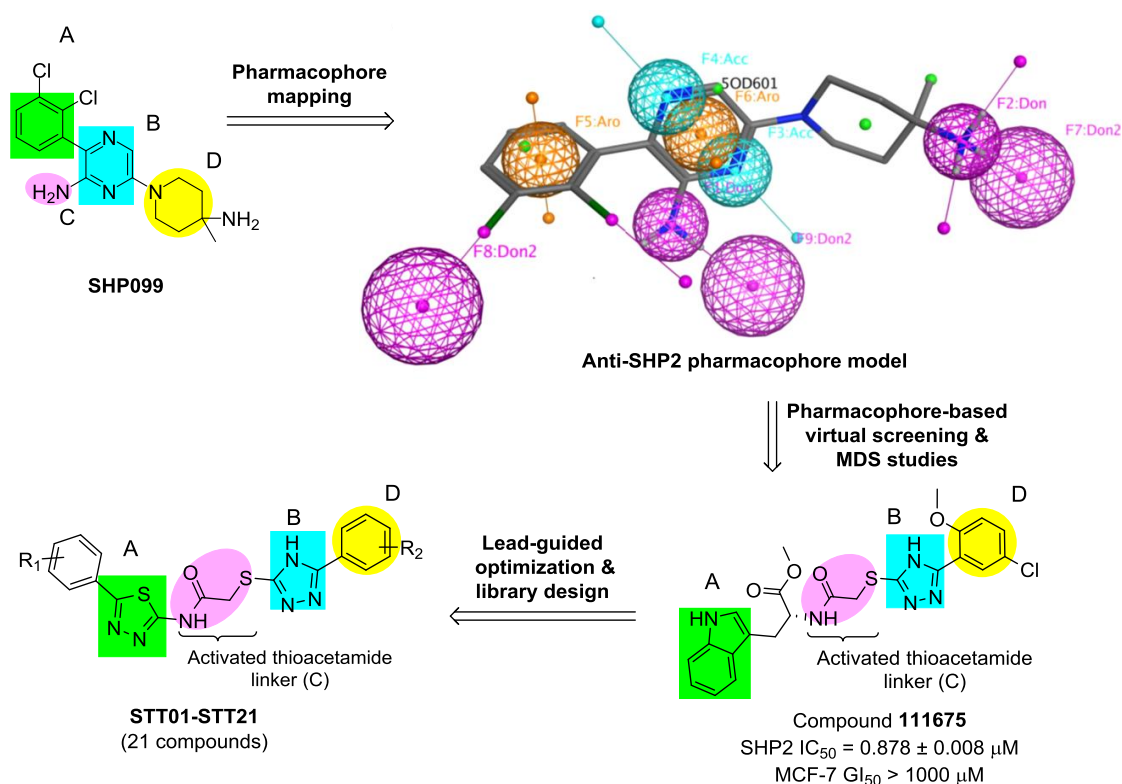 A
Cl
Cl
B
N
D
H2N
N
N
NH2
C
SHP099
Pharmacophore
mapping
F4:Acc
5OD601
F6:Aro
F5:Aro
F3:Acc
F2:Don
F7:Don2
F1:Don
F8:Don2
F9:Don2
Anti-SHP2 pharmacophore model
Pharmacophore-based
virtual screening &
MDS studies
R1
A
S
N
N
O
NH
S
B
H
N
N
N
D
R2
Activated thioacetamide
linker (C)
STT01-STT21
(21 compounds)
Lead-guided
optimization &
library design
A
HN
O
O
O
NH
S
B
H
N
N
N
O
D
Cl
Activated thioacetamide
linker (C)
Compound 111675
SHP2 IC50 = 0.878 ± 0.008 μM
MCF-7 GI50 > 1000 μM